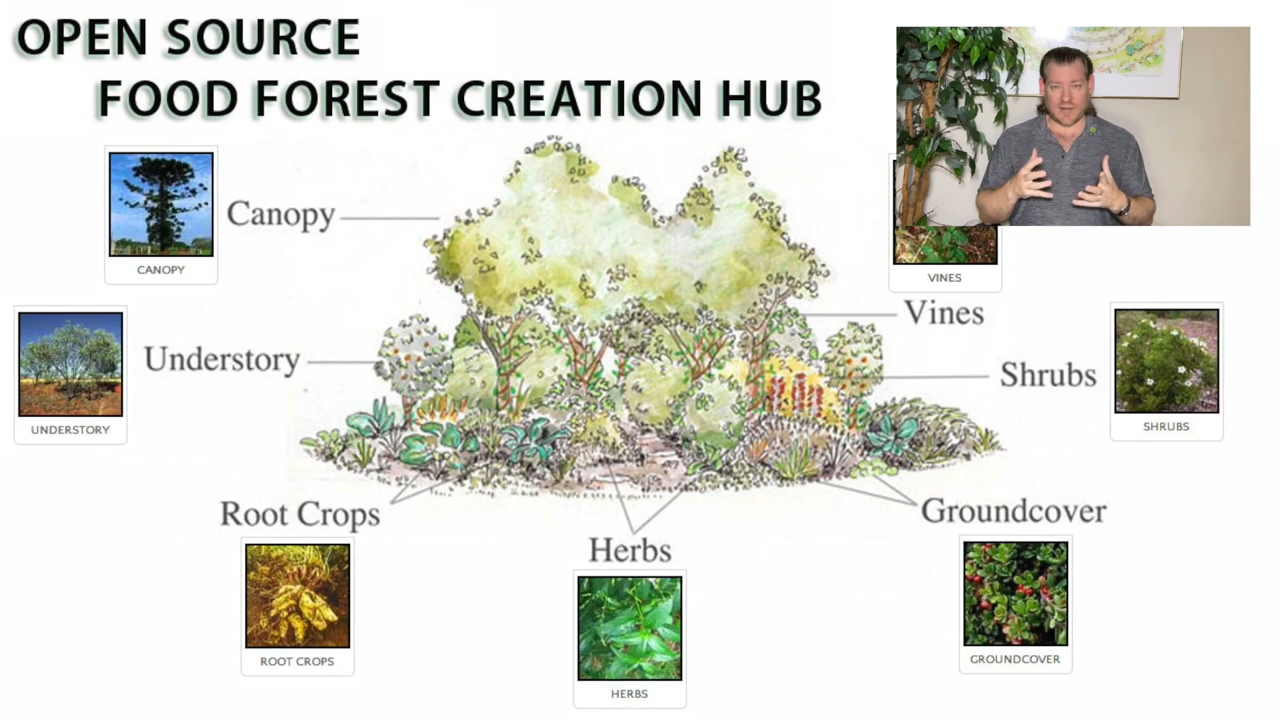 OPEN SOURCE
FOOD FOREST CREATION HUB
CANOPY
Canopy
VINES
Vines
UNDERSTORY
Understory
Shrubs
SHRUBS
Root Crops
Groundcover
Herbs
ROOT CROPS
GROUNDCOVER
HERBS